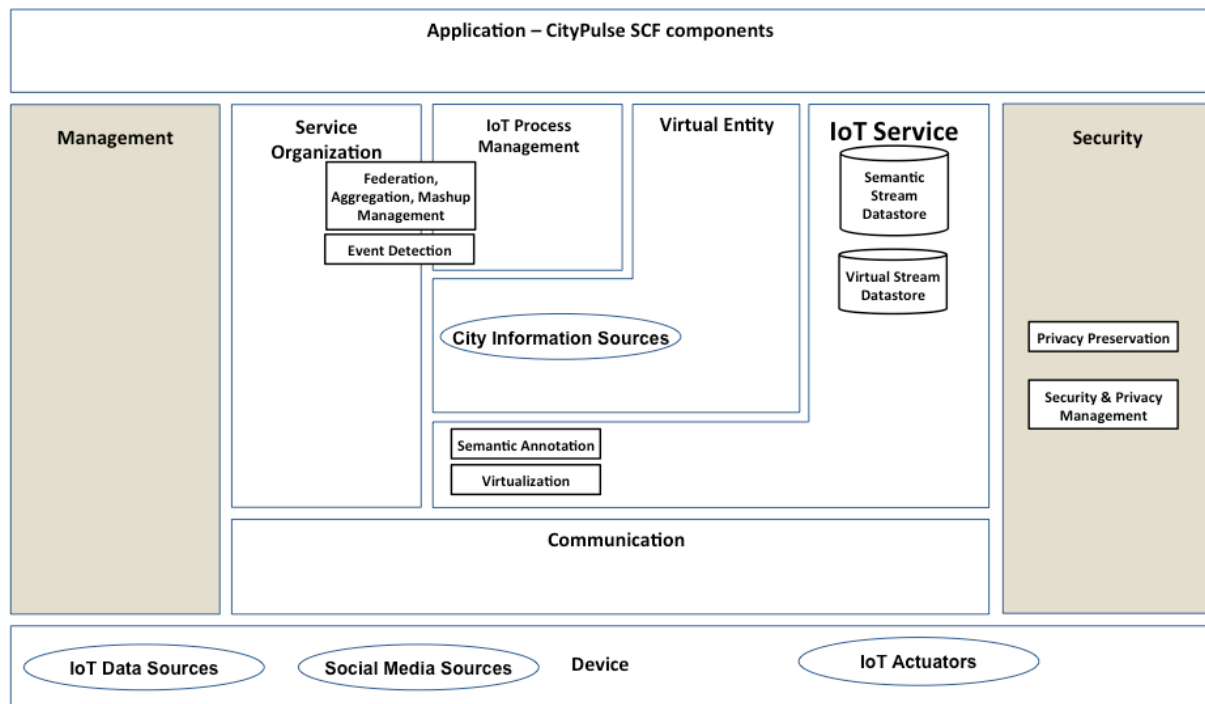 Application – CityPulse SCF components
Management
Service
Organization
IoT Process
Management
Virtual Entity
IoT Service
Security
Federation,
Aggregation, Mashup
Management
Event Detection
Semantic
Stream
Datastore
Virtual Stream
Datastore
City Information Sources
Privacy Preservation
Security & Privacy
Management
Semantic Annotation
Virtualization
Communication
IoT Data Sources
Social Media Sources
Device
IoT Actuators